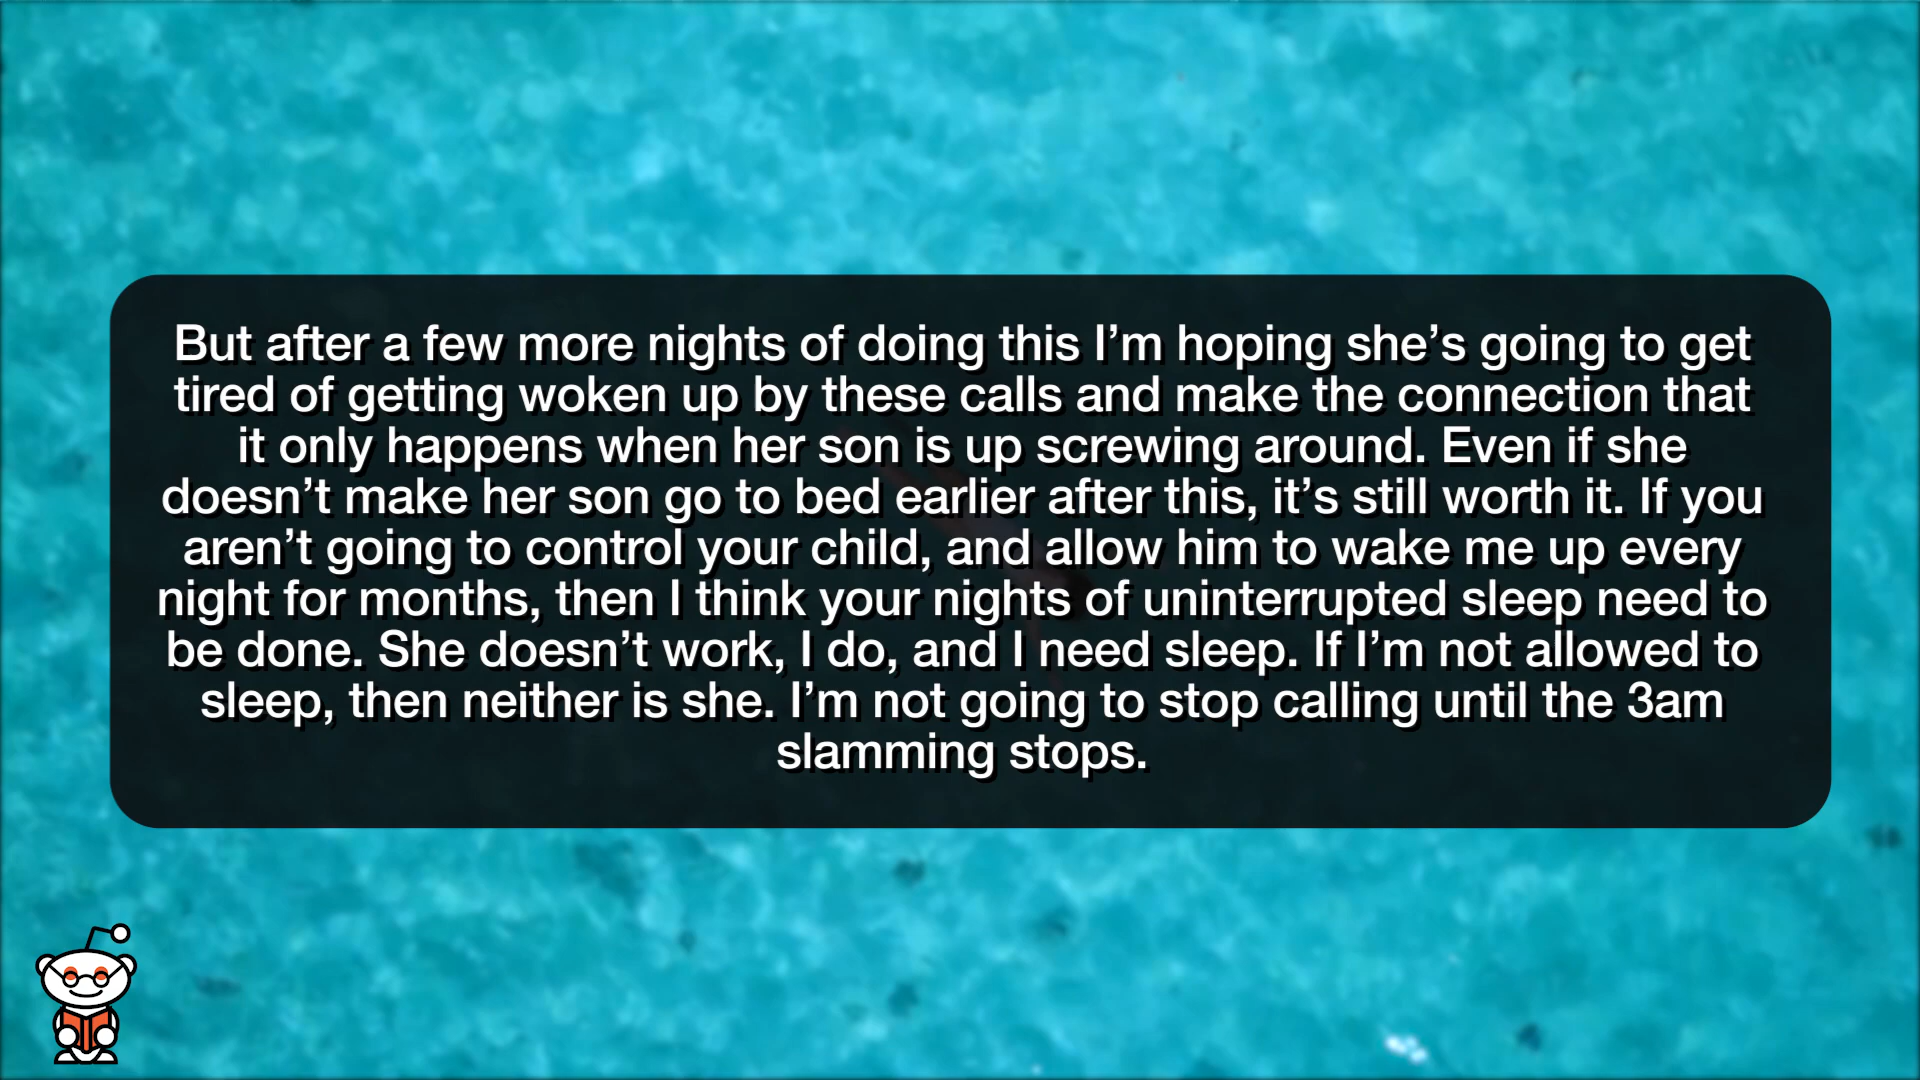 But after a few more nights of doing this I’m hoping she’s going to get
tired of getting woken up by these calls and make the connection that
it only happens when her son is up screwing around. Even if she
doesn’t make her son go to bed earlier after this, it’s still worth it. If you
aren’t going to control your child, and allow him to wake me up every
night for months, then I think your nights of uninterrupted sleep need to
be done. She doesn’t work, I do, and I need sleep. If I’m not allowed to
sleep, then neither is she. I’m not going to stop calling until the 3am
slamming stops.